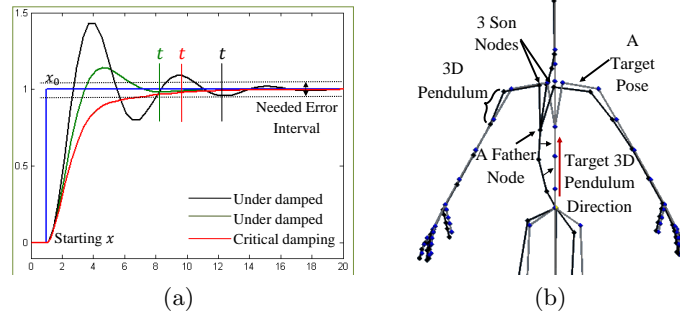 1.5
1
0.5
0
x₀
t
t
t
Needed Error
Interval
Under damped
Under damped
Critical damping
Starting x
0 2 4 6 8 10 12 14 16 18 20
(a)
3 Son
Nodes
A
Target
Pose
3D
Pendulum
A Father
Node
Target 3D
Pendulum
Direction
(b)